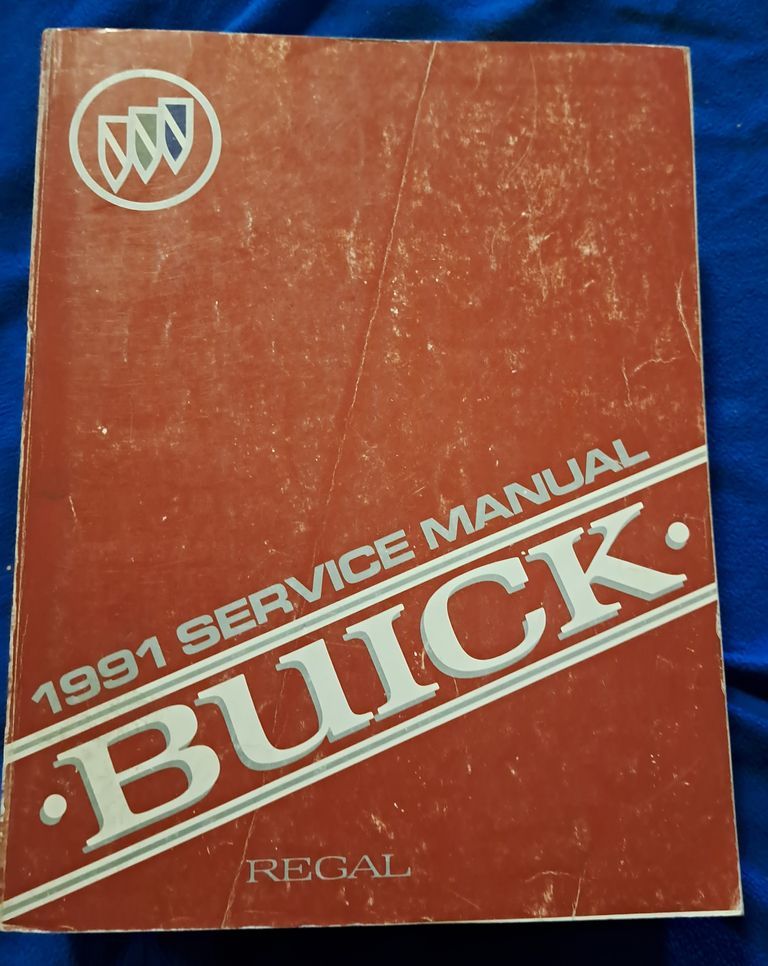 1991 SERVICE MANUAL
• BUICK •
REGAL